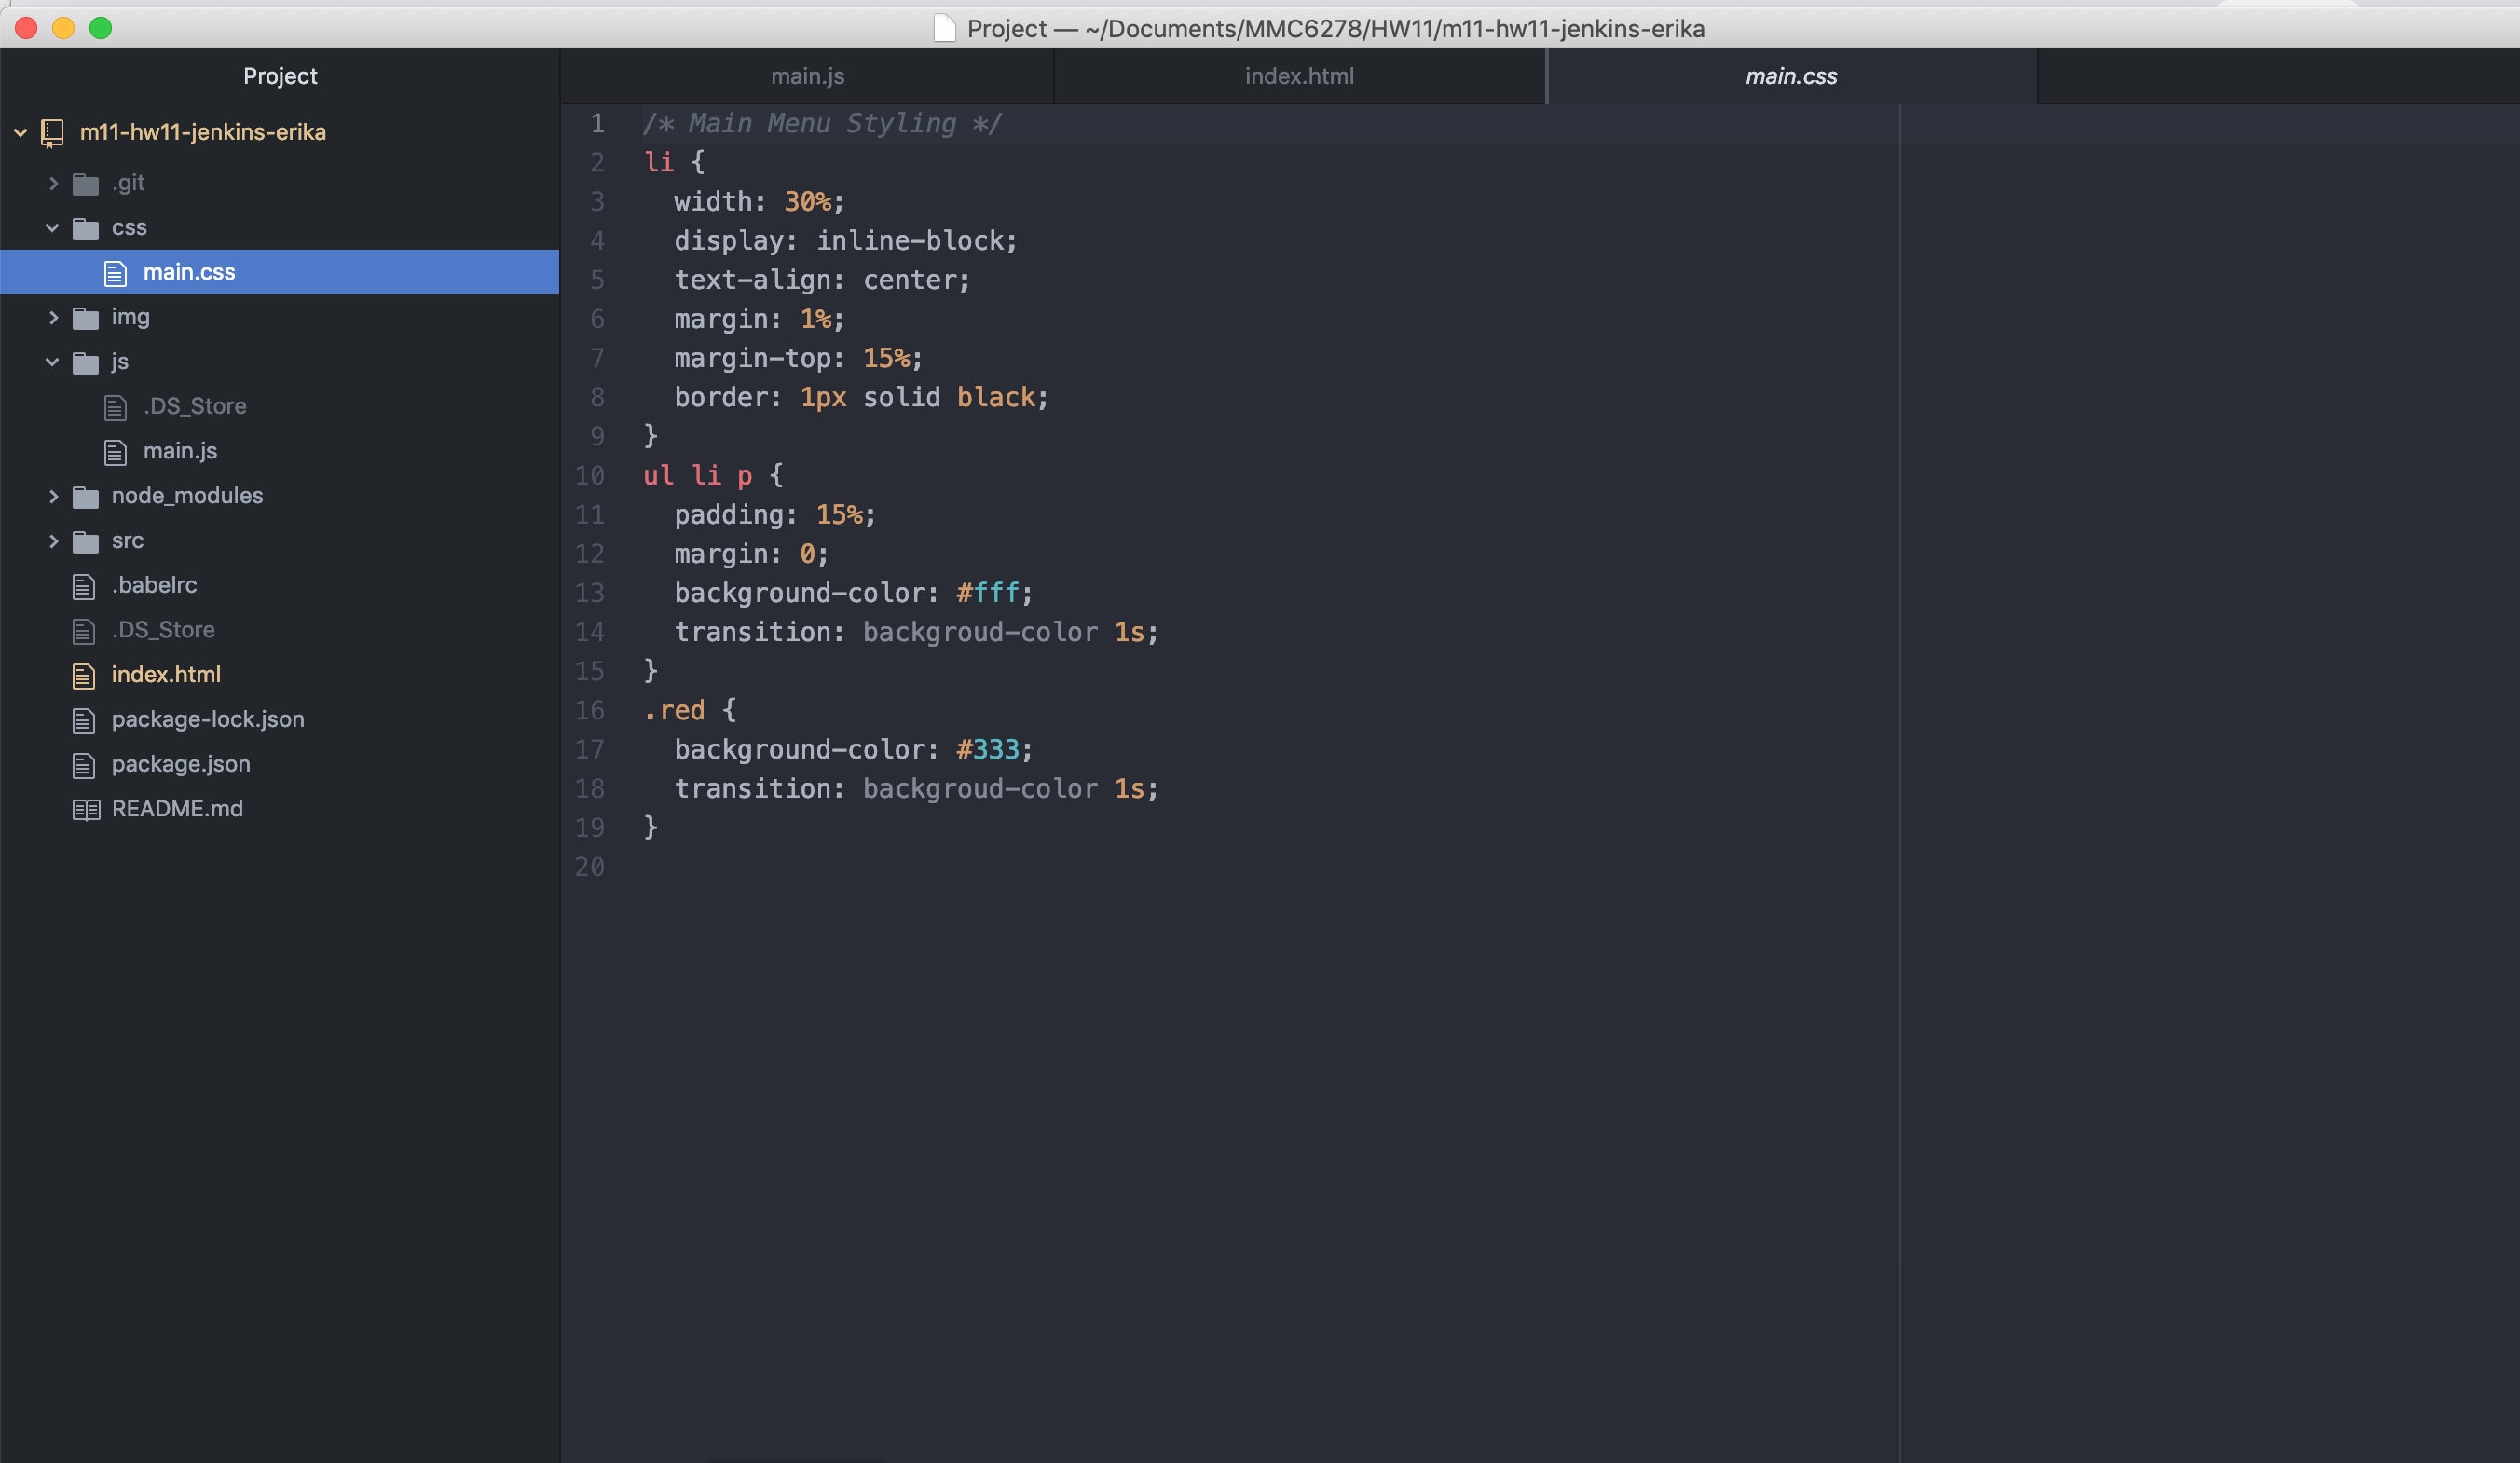 Project — ~/Documents/MMC6278/HW11/m11-hw11-jenkins-erika
Project
m11-hw11-jenkins-erika
.git
css
main.css
img
js
.DS_Store
main.js
node_modules
src
.babelrc
.DS_Store
index.html
package-lock.json
package.json
README.md
main.js
index.html
main.css
1 /* Main Menu Styling */
2 li {
3   width: 30%;
4   display: inline-block;
5   text-align: center;
6   margin: 1%;
7   margin-top: 15%;
8   border: 1px solid black;
9 }
10 ul li p {
11   padding: 15%;
12   margin: 0;
13   background-color: #fff;
14   transition: backgroud-color 1s;
15 }
16 .red {
17   background-color: #333;
18   transition: backgroud-color 1s;
19 }
20